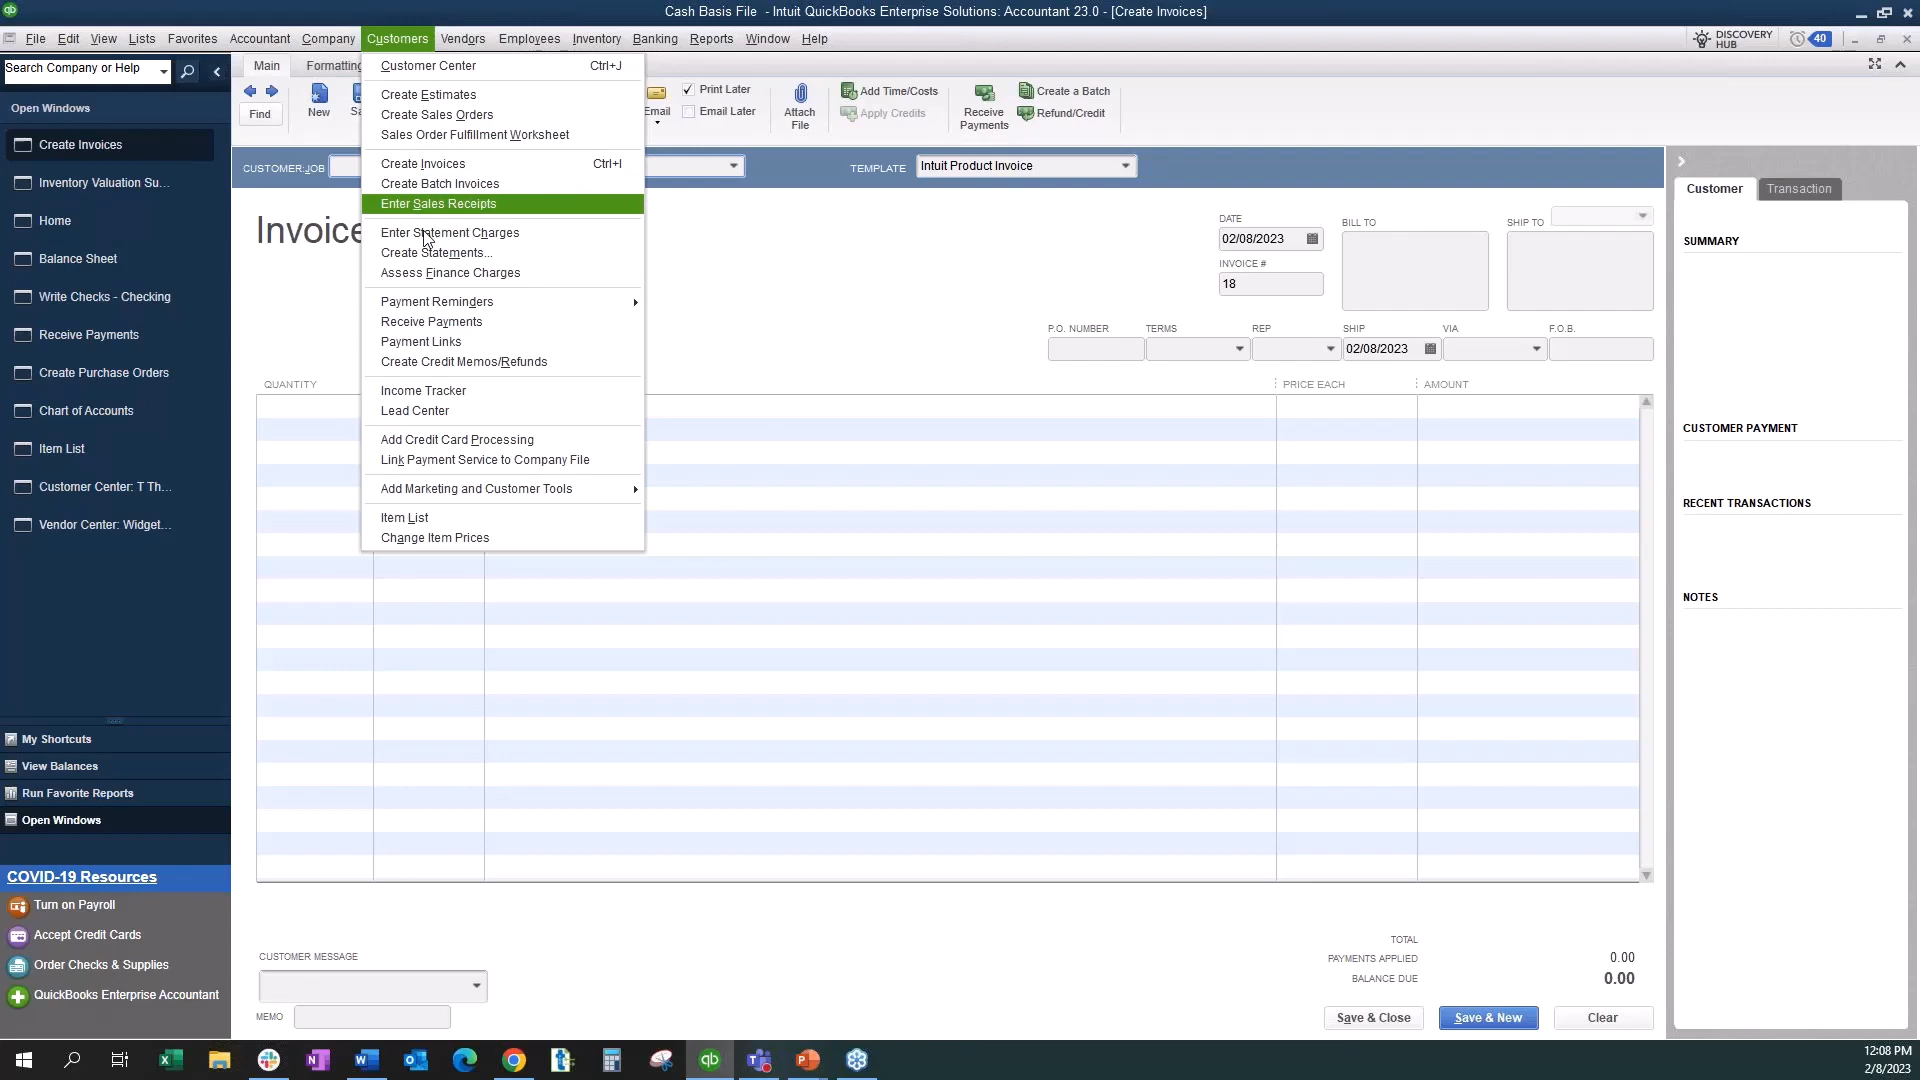 Cash Basis File - Intuit QuickBooks Enterprise Solutions: Accountant 23.0 - [Create Invoices]
File Edit View Lists Favorites Accountant Company Customers Vendors Employees Inventory Banking Reports Window Help
DISCOVERY HUB 40
Search Company or Help
Open Windows
Create Invoices
Inventory Valuation Su...
Home
Balance Sheet
Write Checks - Checking
Receive Payments
Create Purchase Orders
Chart of Accounts
Item List
Customer Center: T Th...
Vendor Center: Widget...
My Shortcuts
View Balances
Run Favorite Reports
Open Windows
COVID-19 Resources
Turn on Payroll
Accept Credit Cards
Order Checks & Supplies
QuickBooks Enterprise Accountant
Main Formatting
Find
New
Email
Print Later
Email Later
Attach File
Add Time/Costs
Apply Credits
Receive Payments
Create a Batch
Refund/Credit
Customer Center Ctrl+J
Create Estimates
Create Sales Orders
Sales Order Fulfillment Worksheet
Create Invoices Ctrl+I
Create Batch Invoices
Enter Sales Receipts
Enter Statement Charges
Create Statements...
Assess Finance Charges
Payment Reminders
Receive Payments
Payment Links
Create Credit Memos/Refunds
Income Tracker
Lead Center
Add Credit Card Processing
Link Payment Service to Company File
Add Marketing and Customer Tools
Item List
Change Item Prices
CUSTOMER:JOB
TEMPLATE Intuit Product Invoice
Invoice
DATE
02/08/2023
INVOICE #
18
BILL TO
SHIP TO
P.O. NUMBER TERMS REP SHIP VIA F.O.B.
02/08/2023
QUANTITY PRICE EACH AMOUNT
CUSTOMER MESSAGE
MEMO
TOTAL
PAYMENTS APPLIED 0.00
BALANCE DUE 0.00
Save & Close Save & New Clear
Customer Transaction
SUMMARY
CUSTOMER PAYMENT
RECENT TRANSACTIONS
NOTES
12:08 PM
2/8/2023